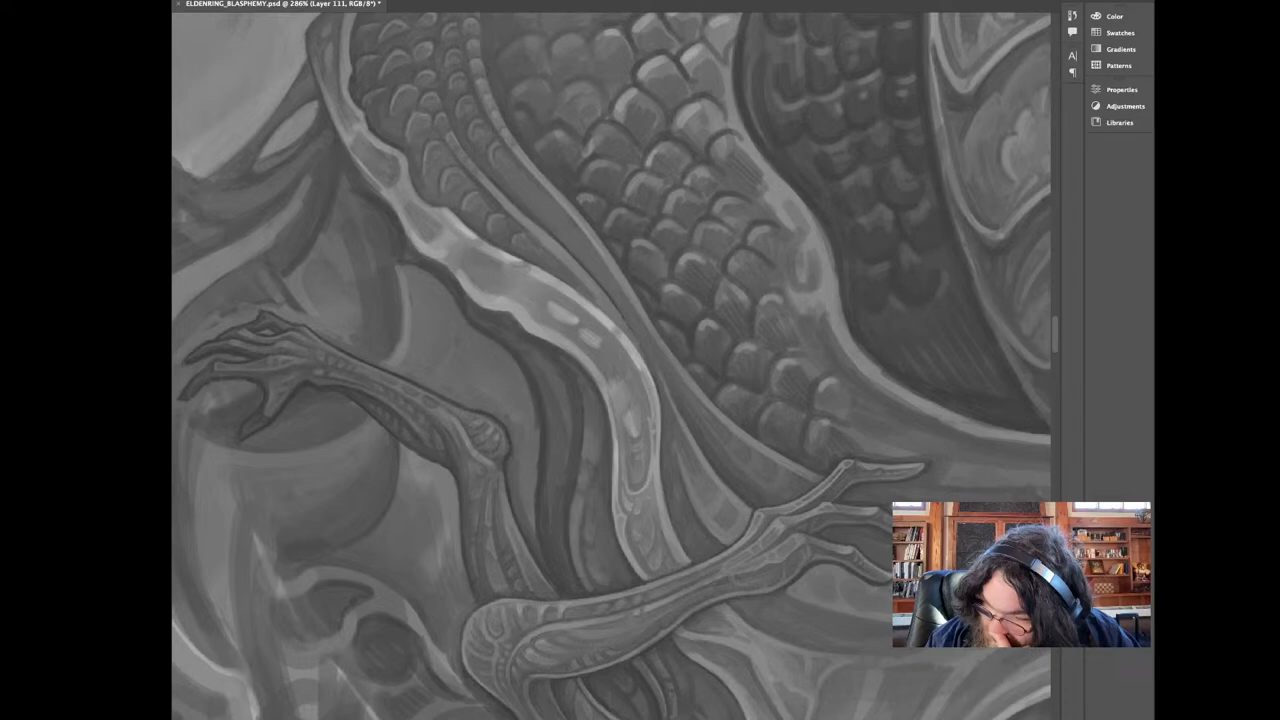 × ELDENRING_BLASPHEMY.psd @ 286% (Layer 111, RGB/8*) *
Color
Swatches
Gradients
A|
Patterns
¶
Properties
Adjustments
Libraries